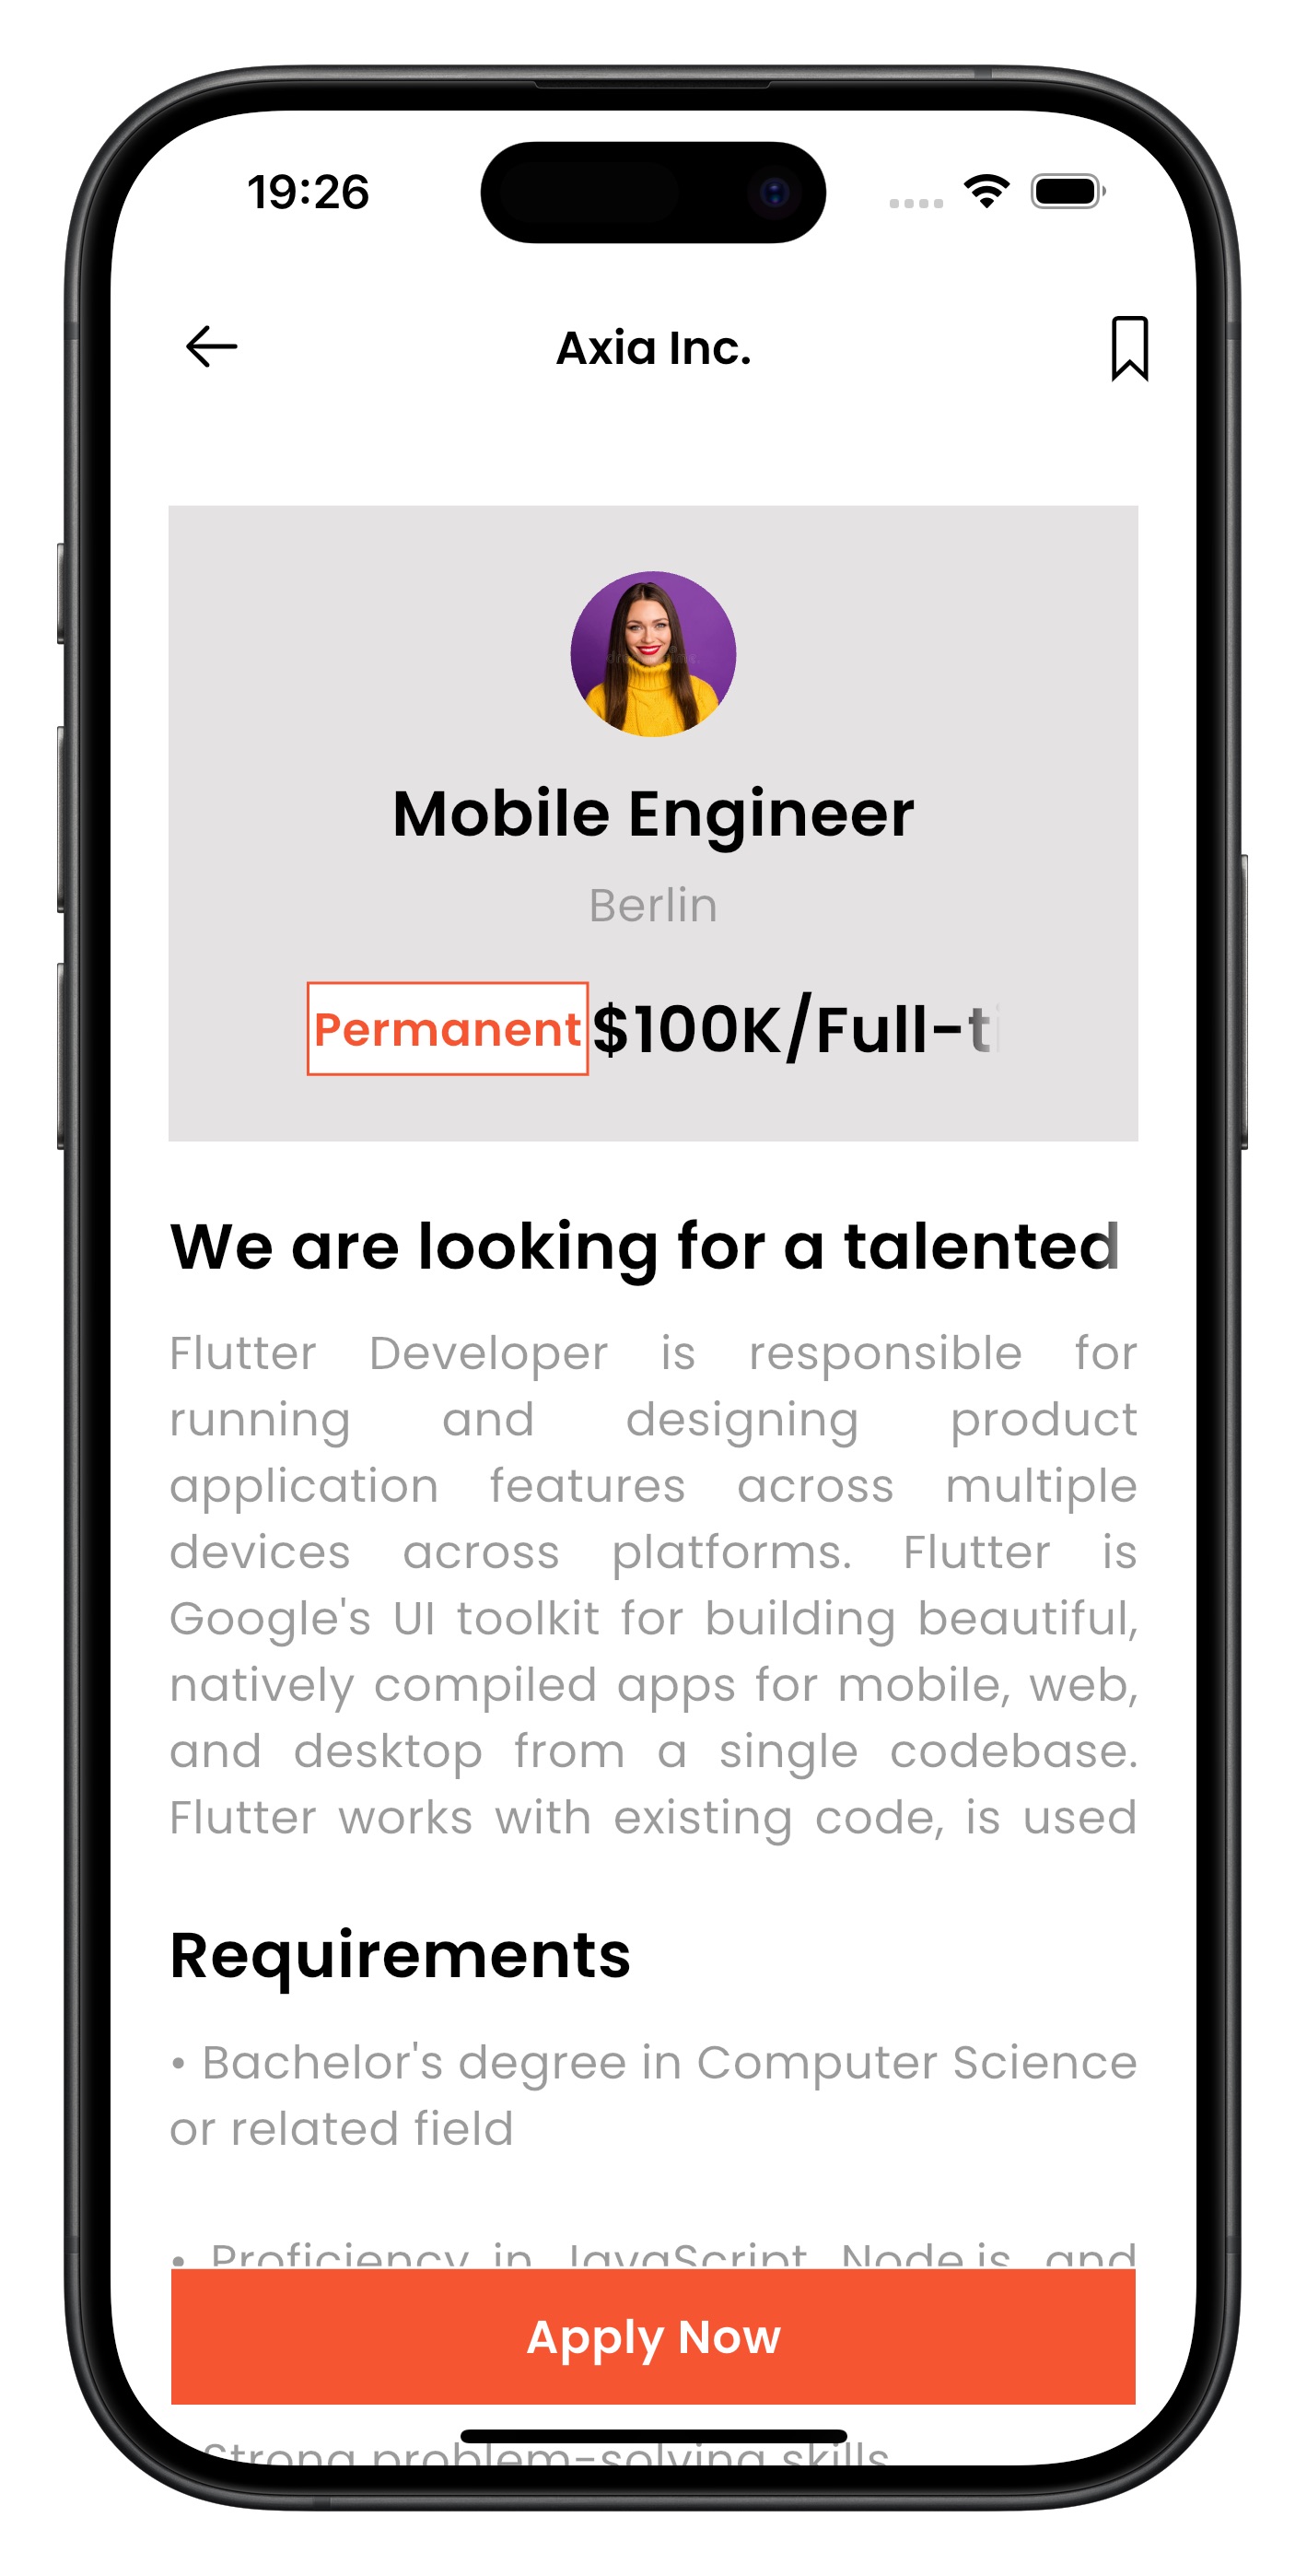 19:26
Axia Inc.
Mobile Engineer
Berlin
Permanent $100K/Full-t
We are looking for a talented
Flutter Developer is responsible for
running and designing product
application features across multiple
devices across platforms. Flutter is
Google's UI toolkit for building beautiful,
natively compiled apps for mobile, web,
and desktop from a single codebase.
Flutter works with existing code, is used
Requirements
• Bachelor's degree in Computer Science
or related field
• Proficiency in JavaScript, Node.js, and
Apply Now
Strong problem-solving skills